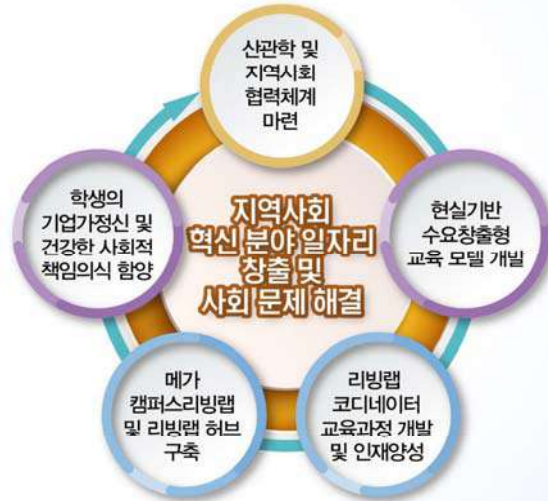 산관학 및
지역사회
협력체계
마련
학생의
기업가정신 및
건강한 사회적
책임의식 함양
지역사회
혁신 분야 일자리
창출 및
사회 문제 해결
현실기반
수요창출형
교육 모델 개발
메가
캠퍼스리빙랩
및 리빙랩 허브
구축
리빙랩
코디네이터
교육과정 개발
및 인재양성